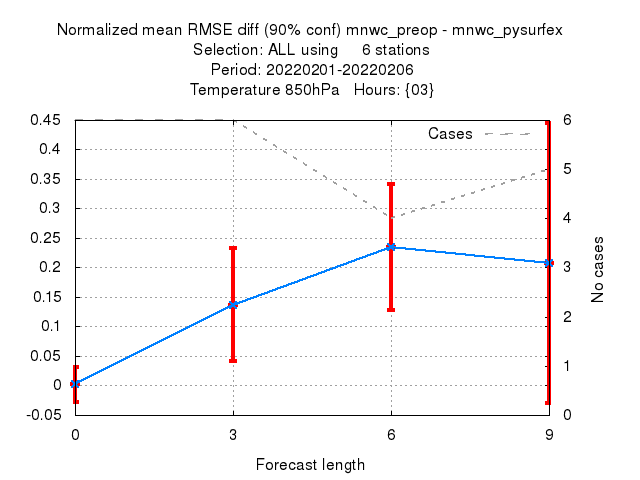 Normalized mean RMSE diff (90% conf) mnwc_preop - mnwc_pysurfex
Selection: ALL using 6 stations
Period: 20220201-20220206
Temperature 850hPa Hours: {03}
Cases
0.45
0.4
0.35
0.3
0.25
0.2
0.15
0.1
0.05
0
-0.05
6
5
4
3
2
1
0
No cases
0 3 6 9
Forecast length